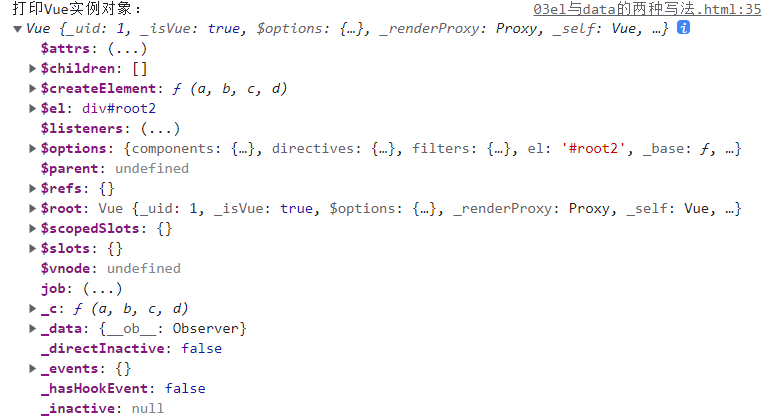 打印Vue实例对象: 03el与data的两种写法.html:35
▼Vue {_uid: 1, _isVue: true, $options: {…}, _renderProxy: Proxy, _self: Vue, …} i
$attrs: (...)
▶$children: []
▶$createElement: ƒ (a, b, c, d)
▶$el: div#root2
$listeners: (...)
▶$options: {components: {…}, directives: {…}, filters: {…}, el: '#root2', _base: ƒ, …}
$parent: undefined
▶$refs: {}
▶$root: Vue {_uid: 1, _isVue: true, $options: {…}, _renderProxy: Proxy, _self: Vue, …}
▶$scopedSlots: {}
▶$slots: {}
$vnode: undefined
job: (...)
▶_c: ƒ (a, b, c, d)
▶_data: {__ob__: Observer}
_directInactive: false
▶_events: {}
_hasHookEvent: false
_inactive: null